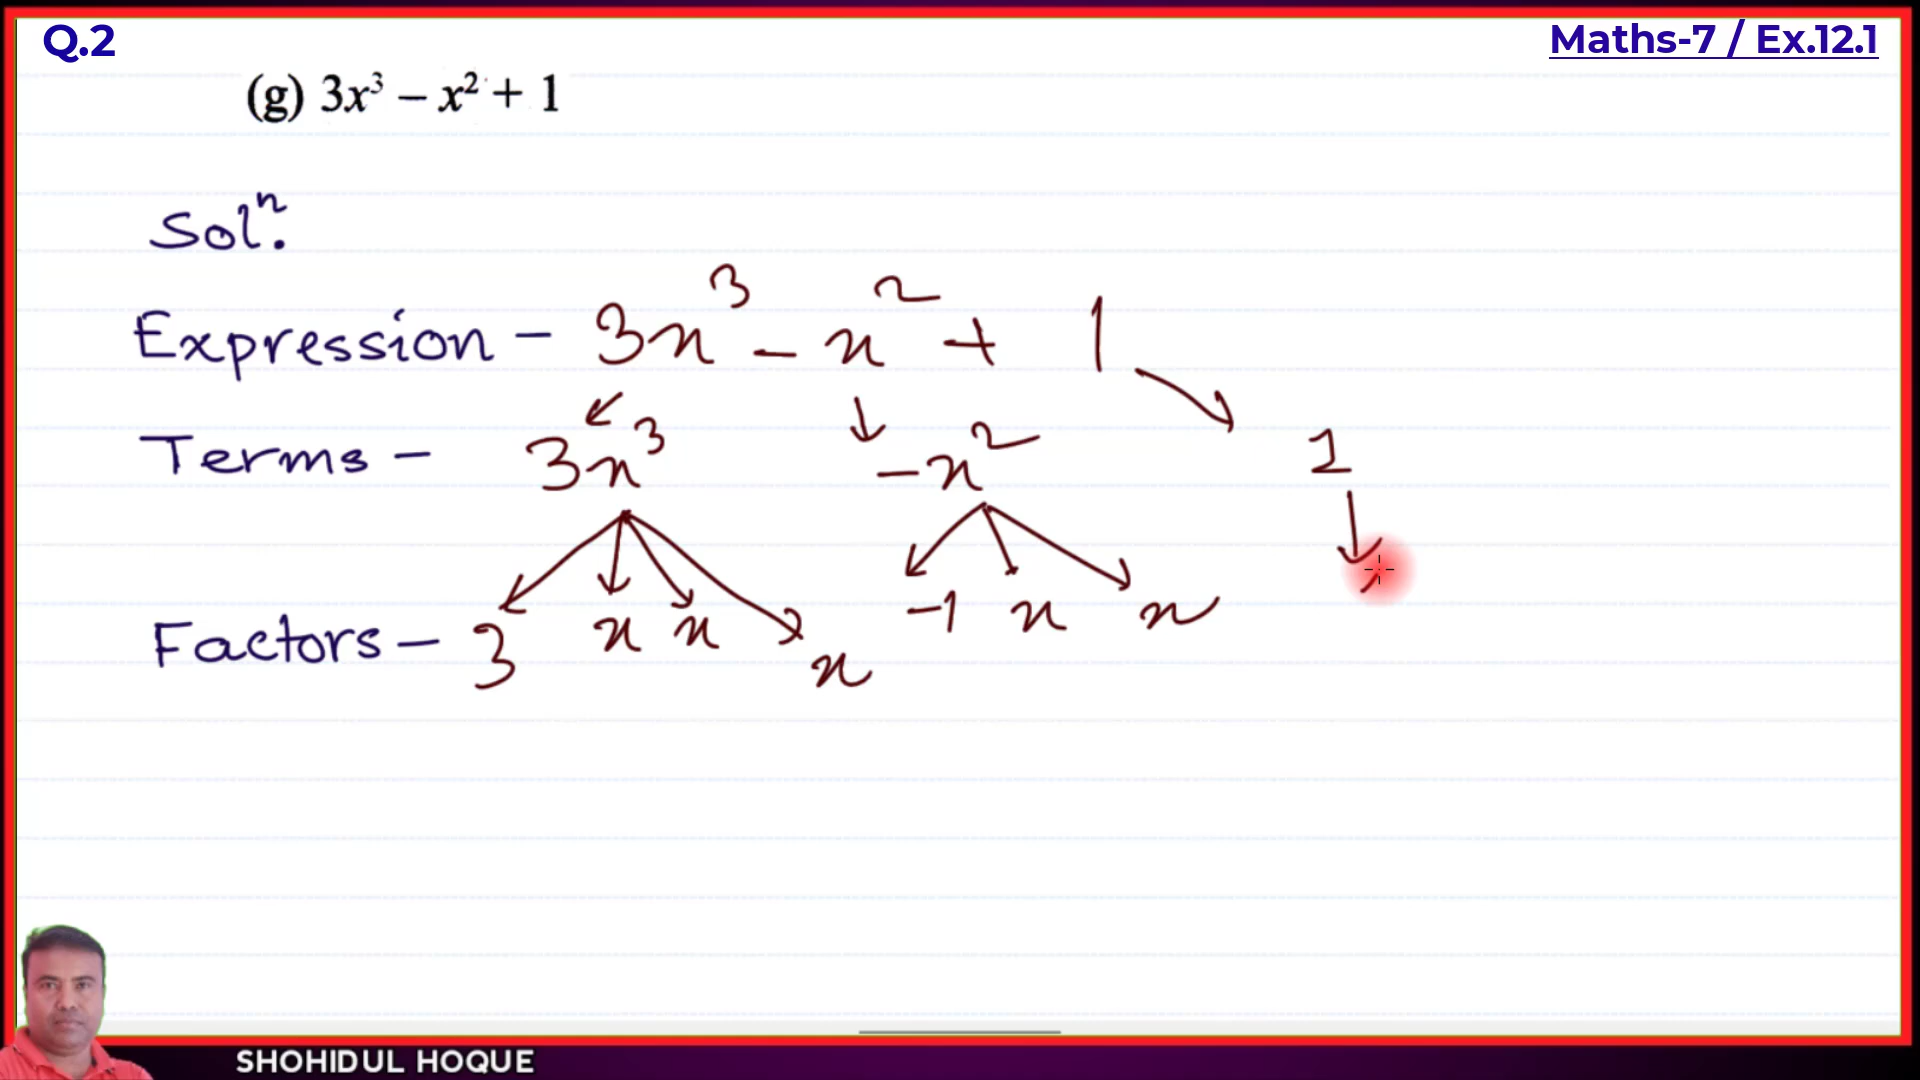 Q.2
Maths-7 / Ex.12.1
(g) 3x³ – x² + 1
Solⁿ.
Expression – 3x³ – x² + 1
Terms – 3x³ –x² 1
Factors – 3 x x x –1 x x
SHOHIDUL HOQUE